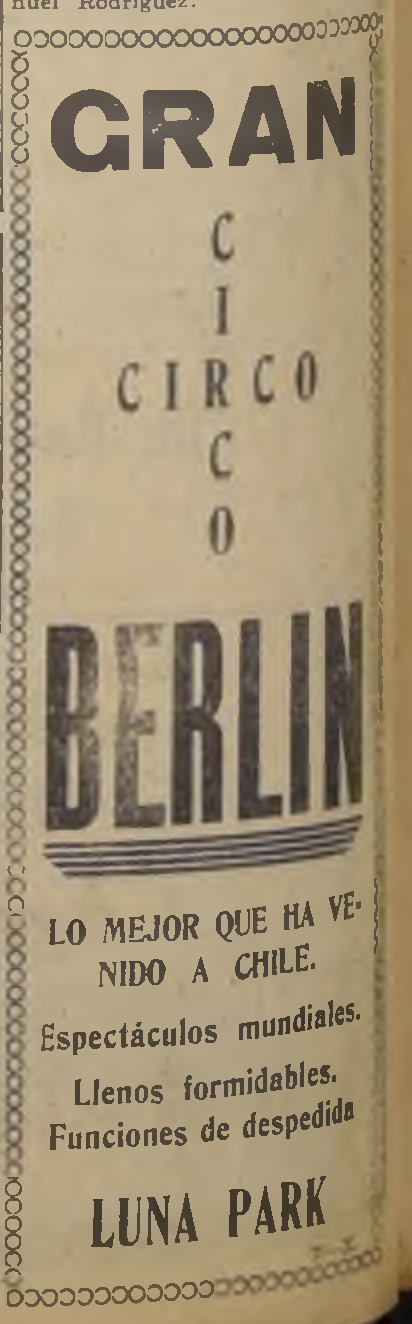 nuel Rodríguez.
GRAN
C
I
CIRCO
C
O
BERLIN
LO MEJOR QUE HA VE-
NIDO A CHILE.
Espectáculos mundiales.
Llenos formidables.
Funciones de despedida
LUNA PARK